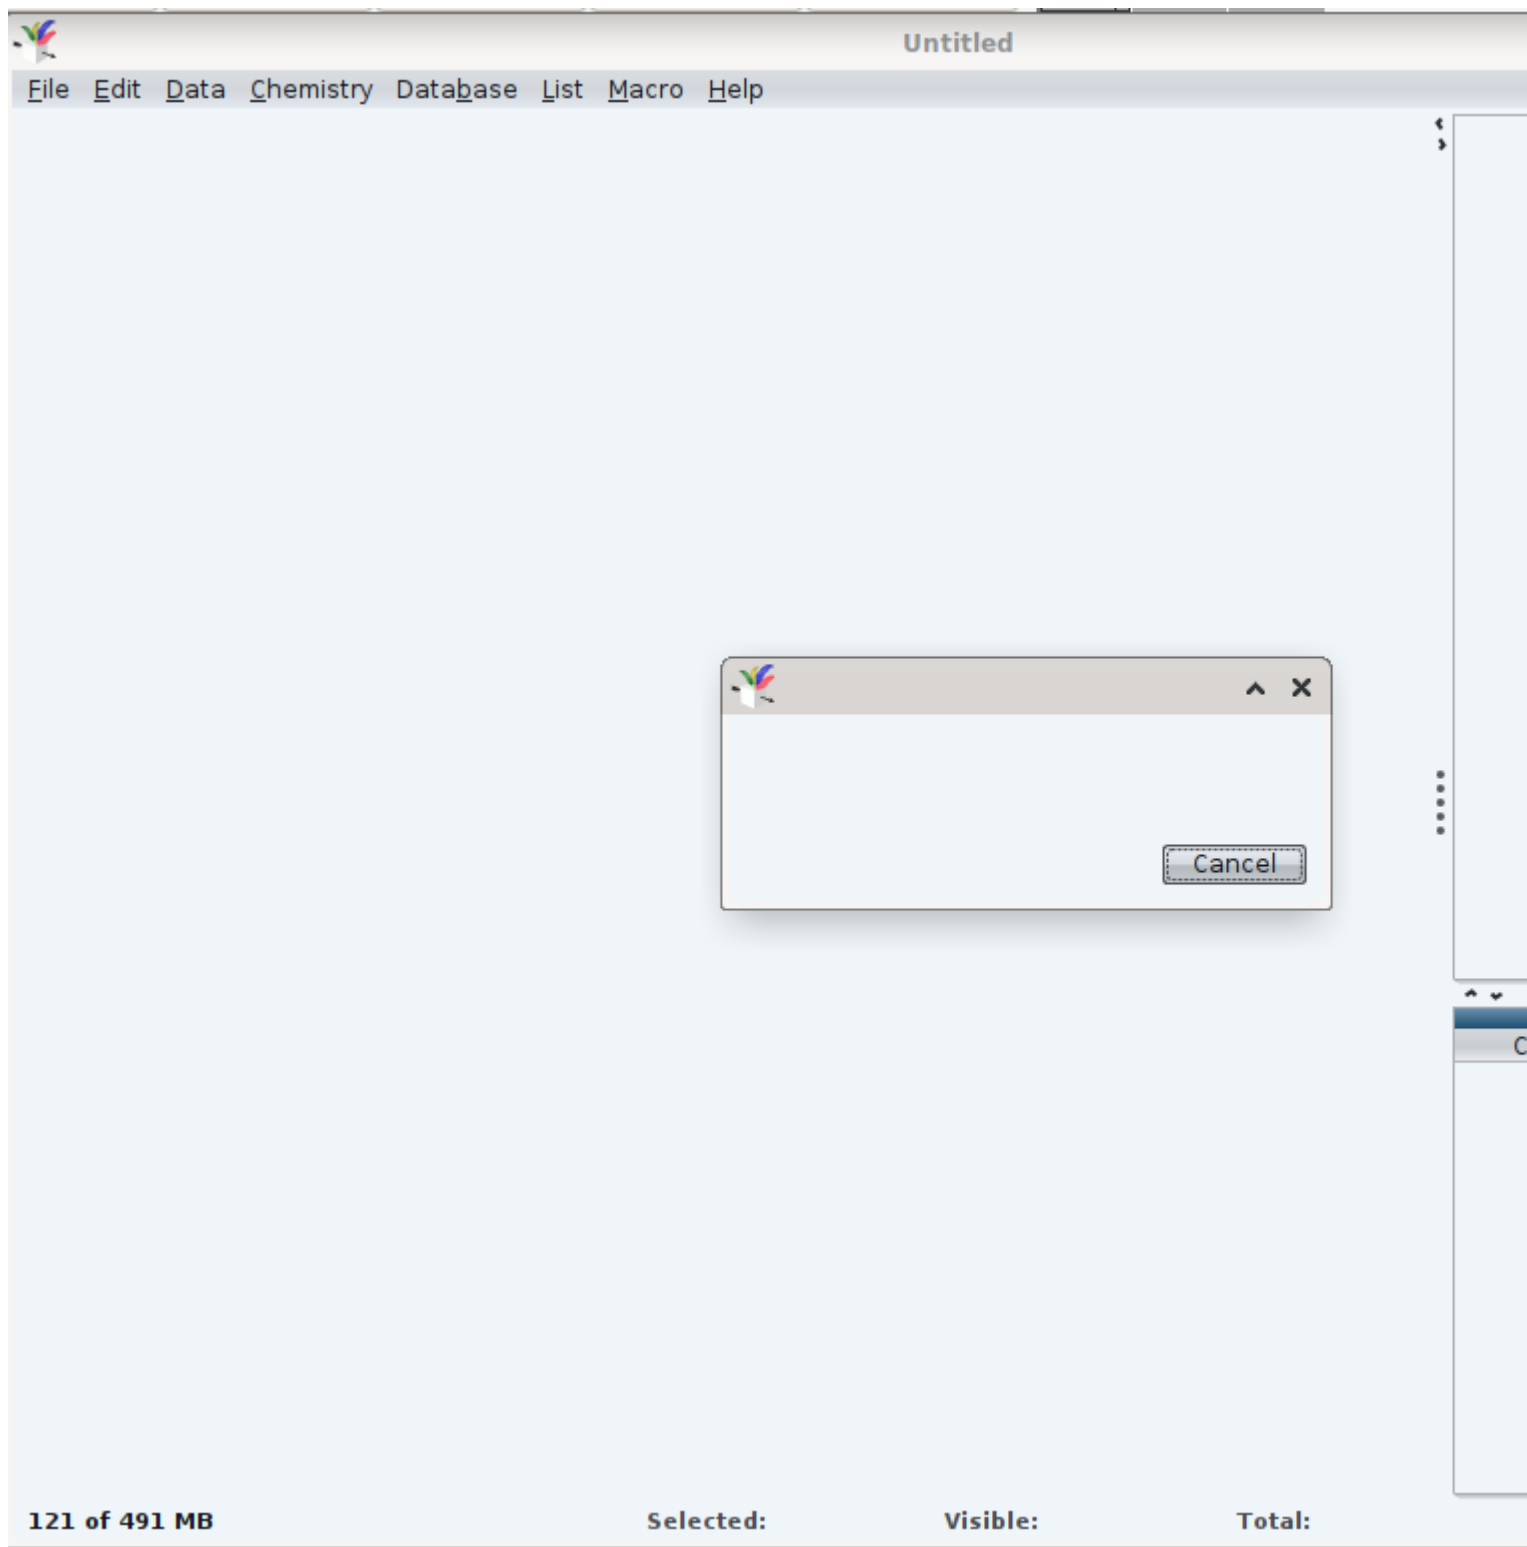 Untitled
File Edit Data Chemistry Database List Macro Help
Cancel
C
121 of 491 MB Selected: Visible: Total: